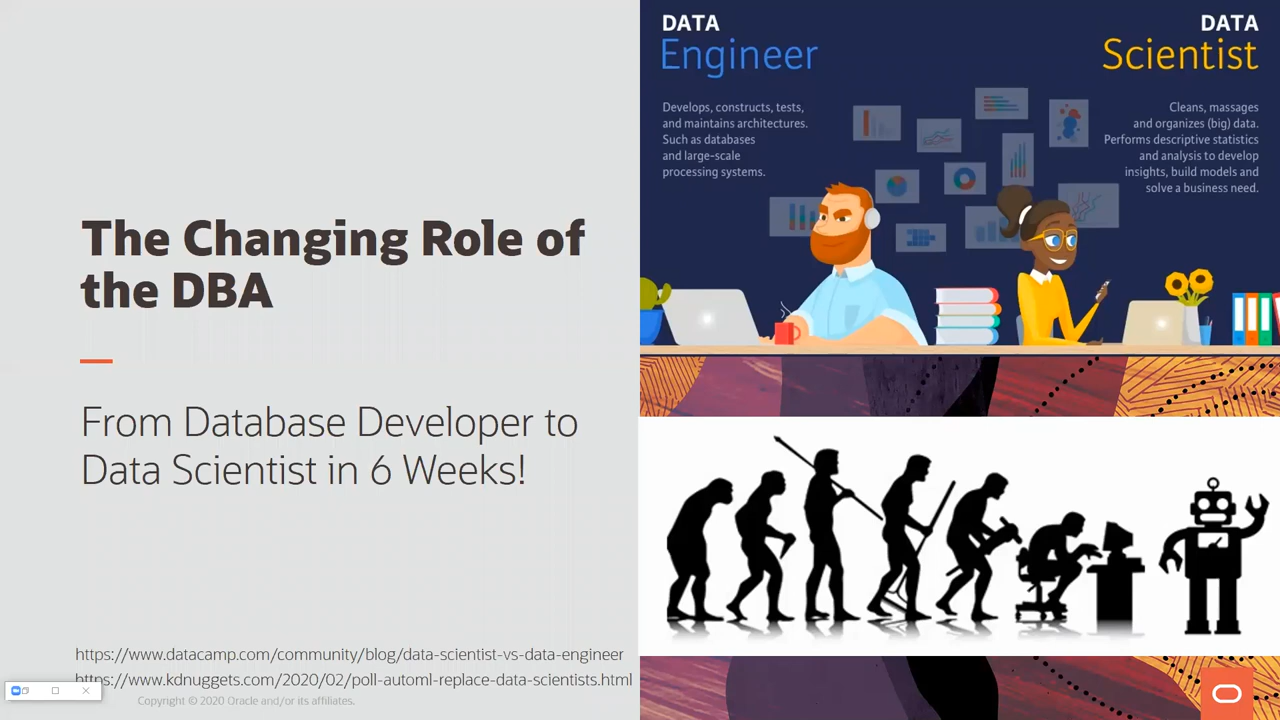 The Changing Role of
the DBA
From Database Developer to
Data Scientist in 6 Weeks!
https://www.datacamp.com/community/blog/data-scientist-vs-data-engineer
https://www.kdnuggets.com/2020/02/poll-automl-replace-data-scientists.html
Copyright © 2020 Oracle and/or its affiliates.
DATA
Engineer
Develops, constructs, tests,
and maintains architectures.
Such as databases
and large-scale
processing systems.
DATA
Scientist
Cleans, massages
and organizes (big) data.
Performs descriptive statistics
and analysis to develop
insights, build models and
solve a business need.